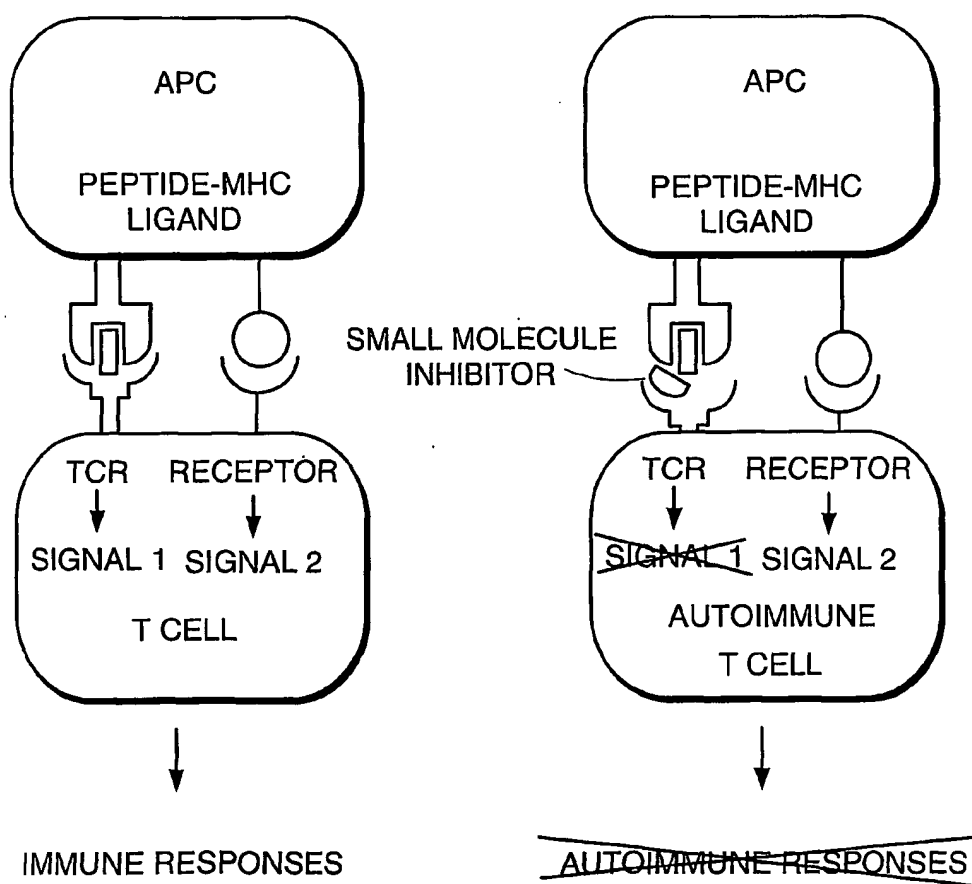 APC
PEPTIDE-MHC
LIGAND
TCR
RECEPTOR
SIGNAL 1
SIGNAL 2
T CELL
IMMUNE RESPONSES
APC
PEPTIDE-MHC
LIGAND
SMALL MOLECULE
INHIBITOR
TCR
RECEPTOR
SIGNAL 1
SIGNAL 2
AUTOIMMUNE
T CELL
AUTOIMMUNE RESPONSES